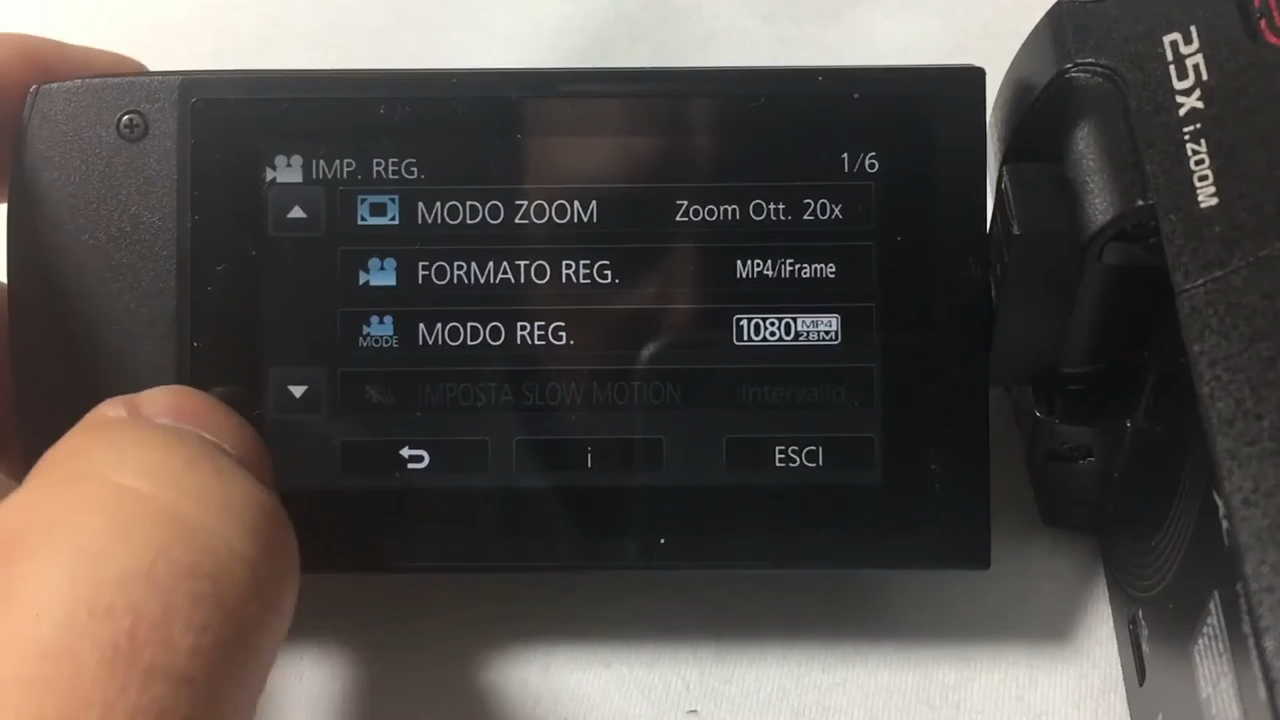 IMP. REG. 1/6
MODO ZOOM Zoom Ott. 20x
FORMATO REG. MP4/iFrame
MODE MODO REG. 1080 MP4 28M
IMPOSTA SLOW MOTION Intervallo
i ESCI
25x i.ZOOM